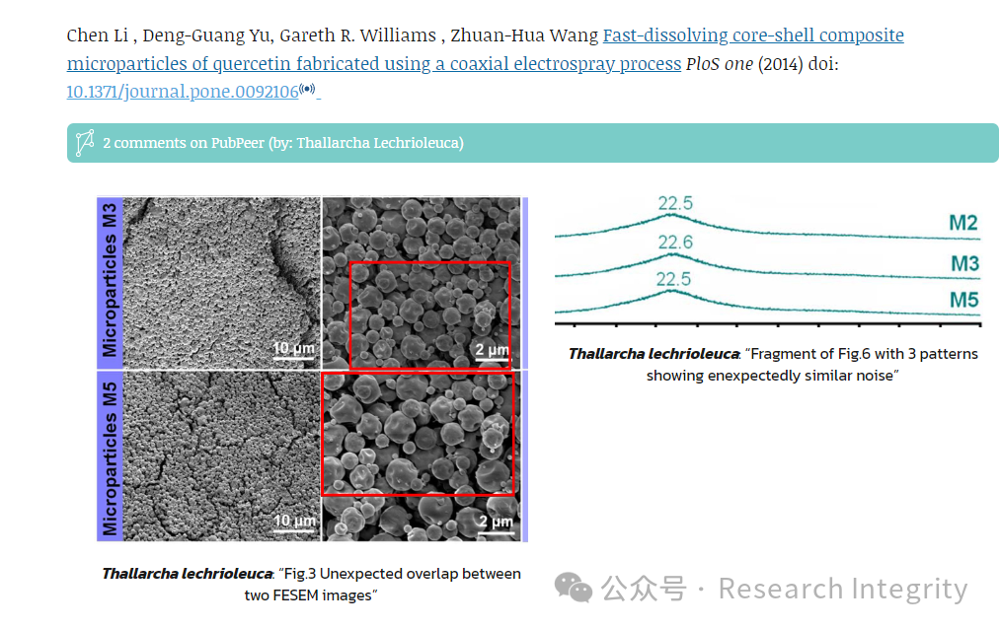 Chen Li , Deng-Guang Yu, Gareth R. Williams , Zhuan-Hua Wang Fast-dissolving core-shell composite
microparticles of quercetin fabricated using a coaxial electrospray process PloS one (2014) doi:
10.1371/journal.pone.0092106
2 comments on PubPeer (by: Thallarcha Lechrioleuca)
Microparticles M3
10 µm
2 µm
Microparticles M5
10 µm
2 µm
Thallarcha lechrioleuca: “Fig.3 Unexpected overlap between
two FESEM images”
22.5
M2
22.6
M3
22.5
M5
Thallarcha lechrioleuca: “Fragment of Fig.6 with 3 patterns
showing enexpectedly similar noise”
公众号 · Research Integrity